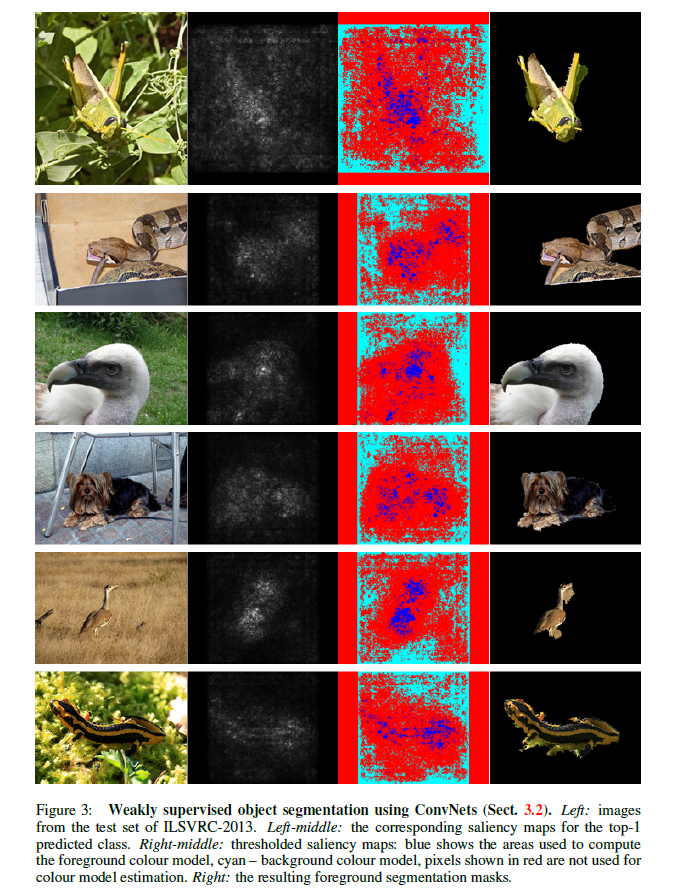 Figure 3: Weakly supervised object segmentation using ConvNets (Sect. 3.2). Left: images
from the test set of ILSVRC-2013. Left-middle: the corresponding saliency maps for the top-1
predicted class. Right-middle: thresholded saliency maps: blue shows the areas used to compute
the foreground colour model, cyan – background colour model, pixels shown in red are not used for
colour model estimation. Right: the resulting foreground segmentation masks.